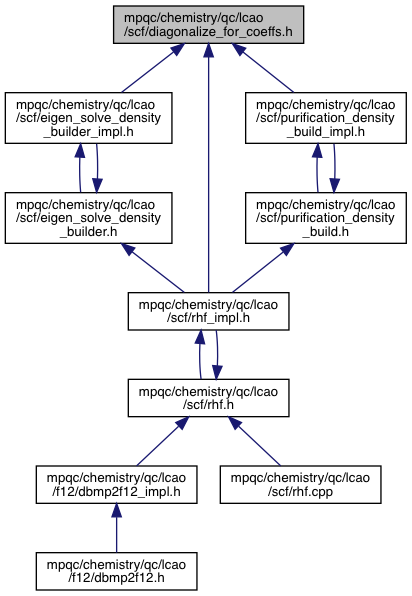 mpqc/chemistry/qc/lcao
/scf/diagonalize_for_coeffs.h
mpqc/chemistry/qc/lcao
/scf/eigen_solve_density
_builder_impl.h
mpqc/chemistry/qc/lcao
/scf/purification_density
_build_impl.h
mpqc/chemistry/qc/lcao
/scf/eigen_solve_density
_builder.h
mpqc/chemistry/qc/lcao
/scf/purification_density
_build.h
mpqc/chemistry/qc/lcao
/scf/rhf_impl.h
mpqc/chemistry/qc/lcao
/scf/rhf.h
mpqc/chemistry/qc/lcao
/f12/dbmp2f12_impl.h
mpqc/chemistry/qc/lcao
/scf/rhf.cpp
mpqc/chemistry/qc/lcao
/f12/dbmp2f12.h